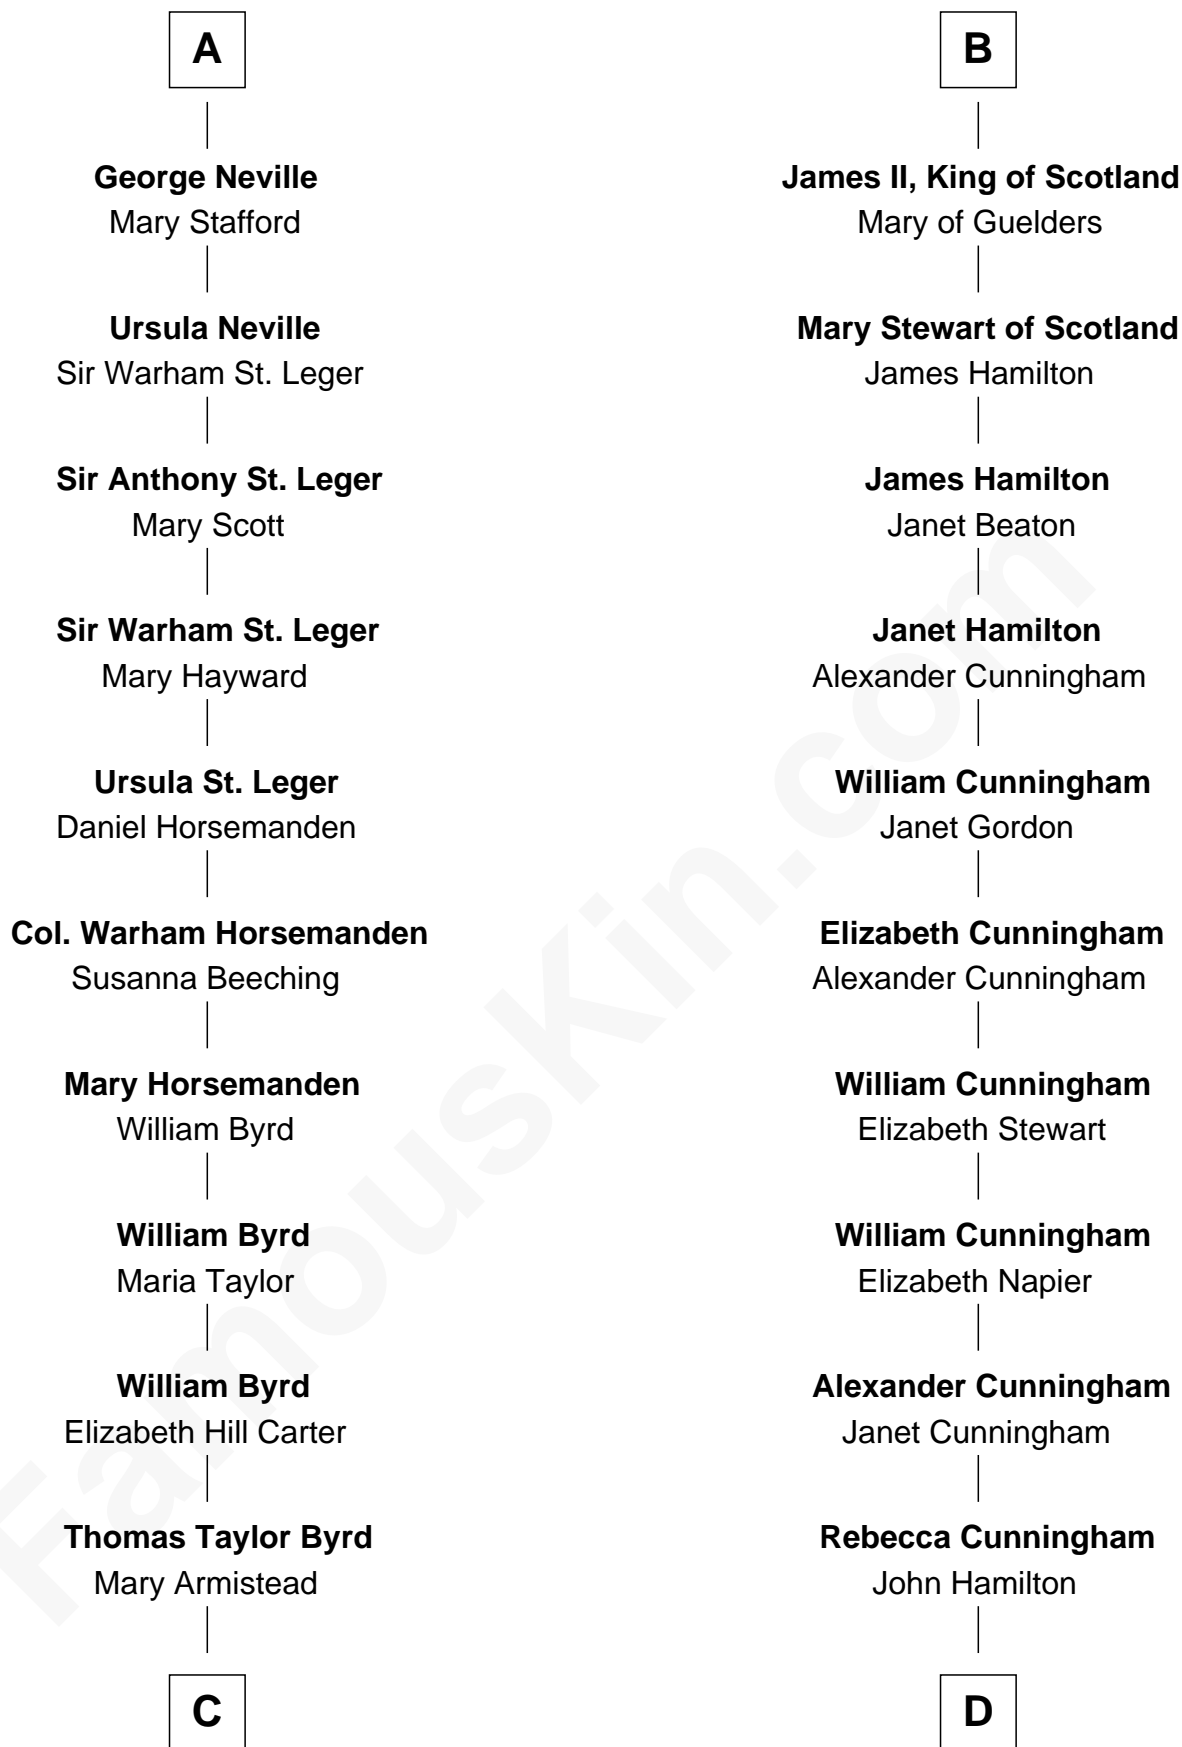 A
George Neville
Mary Stafford
Ursula Neville
Sir Warham St. Leger
Sir Anthony St. Leger
Mary Scott
Sir Warham St. Leger
Mary Hayward
Ursula St. Leger
Daniel Horsemanden
Col. Warham Horsemanden
Susanna Beeching
Mary Horsemanden
William Byrd
William Byrd
Maria Taylor
William Byrd
Elizabeth Hill Carter
Thomas Taylor Byrd
Mary Armistead
C
B
James II, King of Scotland
Mary of Guelders
Mary Stewart of Scotland
James Hamilton
James Hamilton
Janet Beaton
Janet Hamilton
Alexander Cunningham
William Cunningham
Janet Gordon
Elizabeth Cunningham
Alexander Cunningham
William Cunningham
Elizabeth Stewart
William Cunningham
Elizabeth Napier
Alexander Cunningham
Janet Cunningham
Rebecca Cunningham
John Hamilton
D
FamousKin.com